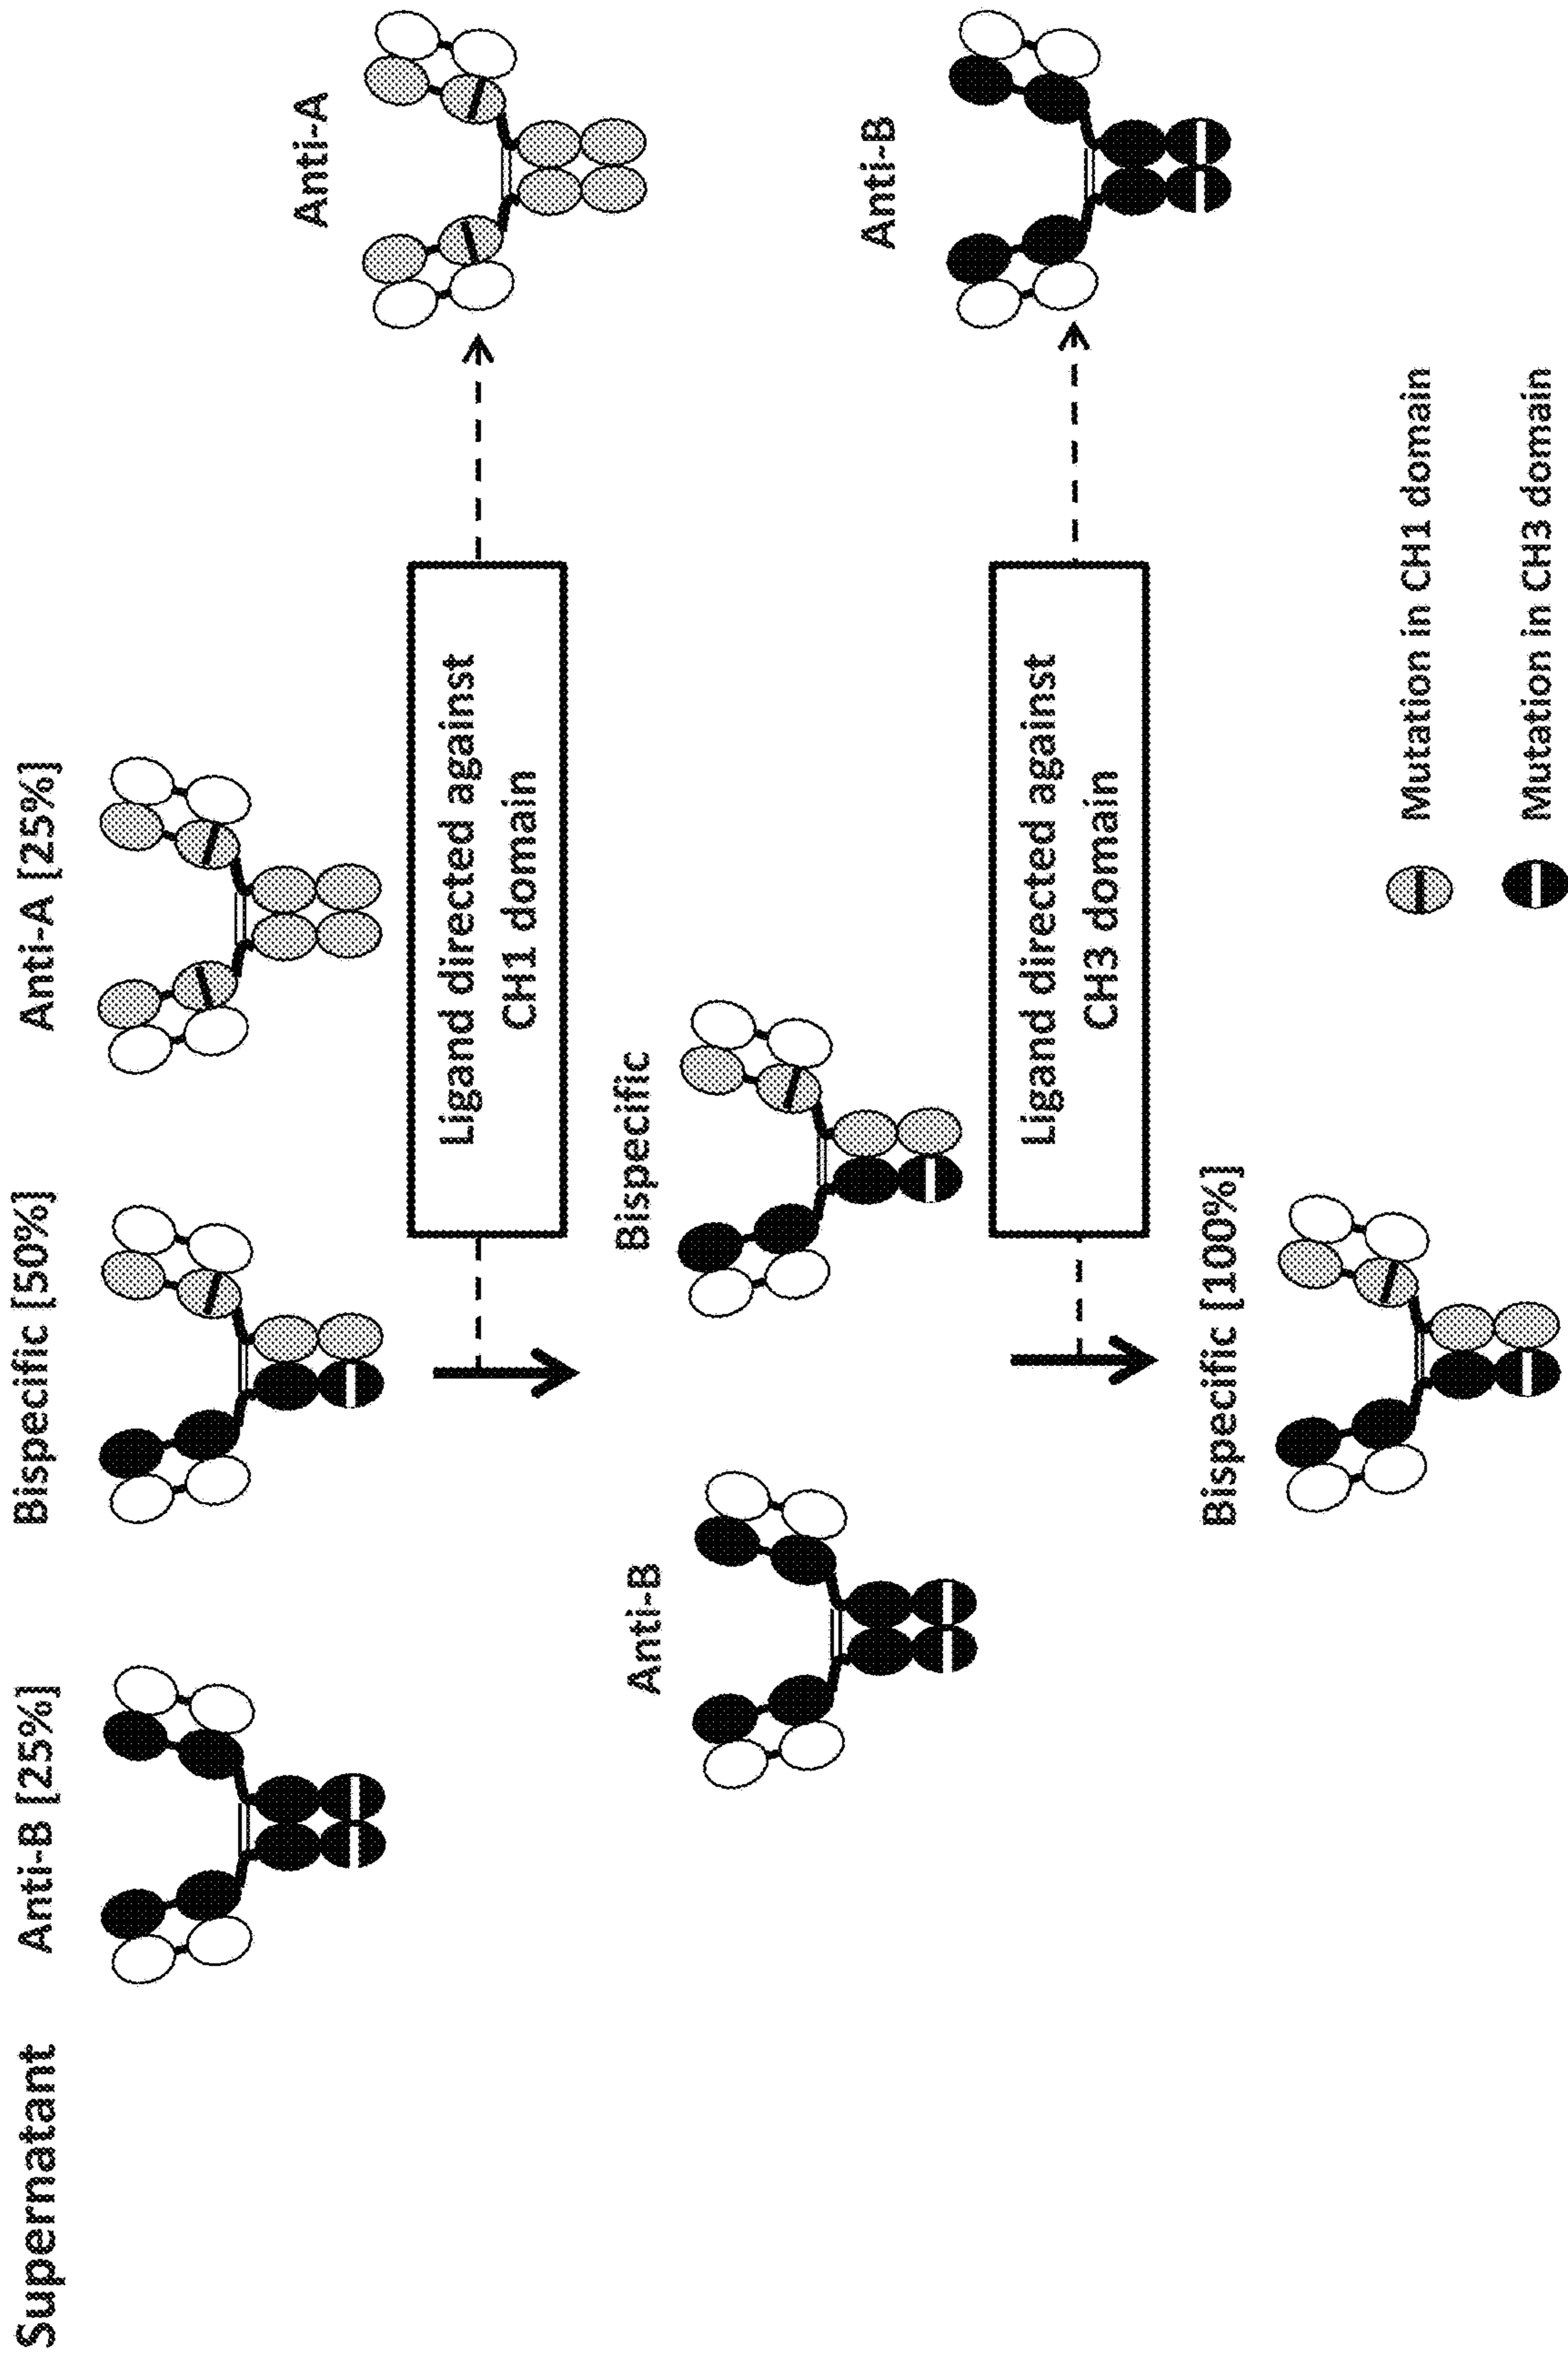 Supernatant
Anti-B [25%]
Bispecific [50%]
Anti-A [25%]
Ligand directed against
CH1 domain
Anti-A
Anti-B
Bispecific
Ligand directed against
CH3 domain
Anti-B
Bispecific [100%]
Mutation in CH1 domain
Mutation in CH3 domain